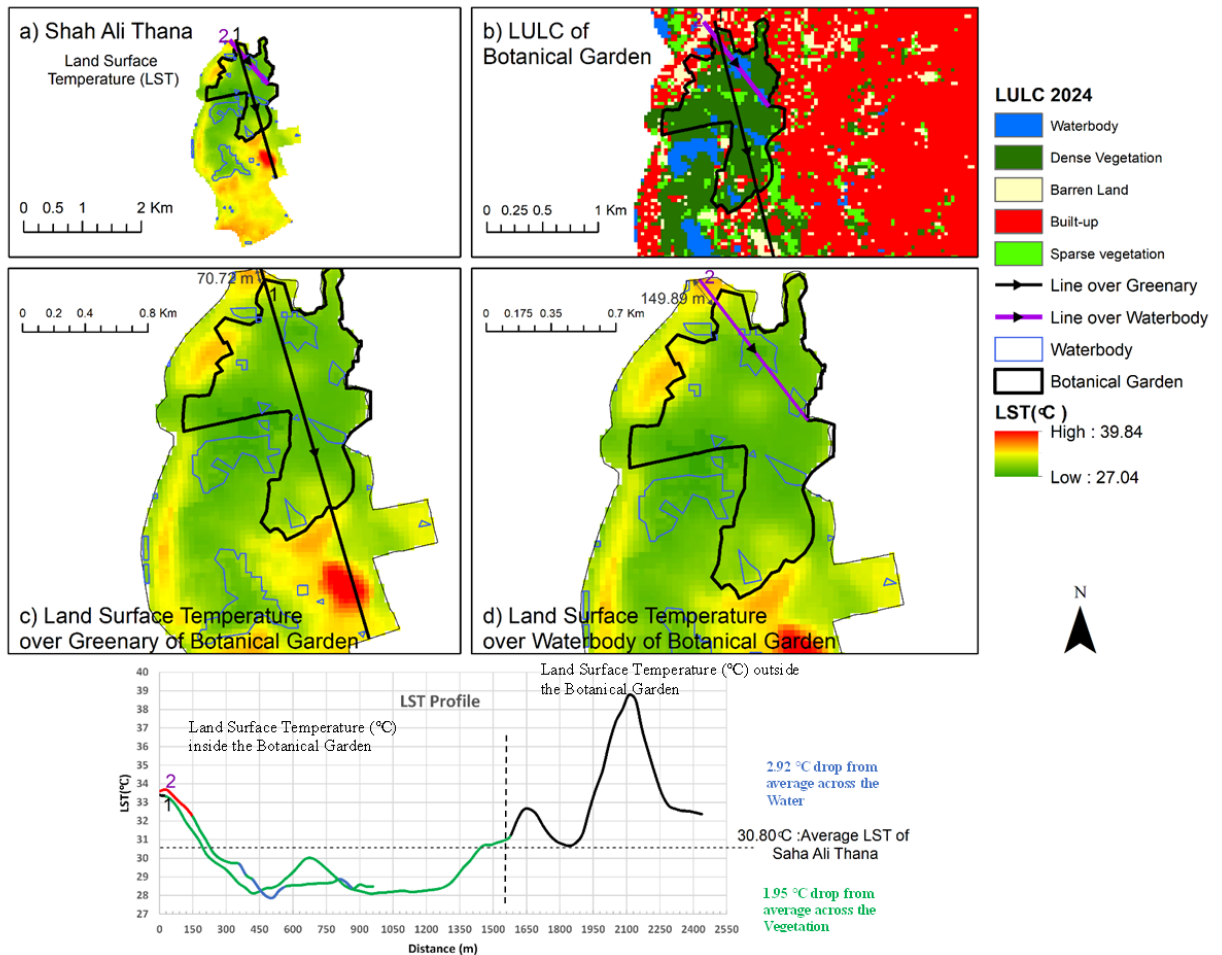 a) Shah Ali Thana
Land Surface
Temperature (LST)
2
1
0 0.5 1 2 Km
b) LULC of
Botanical Garden
2
1
0 0.25 0.5 1 Km
LULC 2024
Waterbody
Dense Vegetation
Barren Land
Built-up
Sparse vegetation
Line over Greenary
Line over Waterbody
Waterbody
Botanical Garden
LST(°C )
High : 39.84
Low : 27.04
70.72 m
1
0 0.2 0.4 0.8 Km
c) Land Surface Temperature
over Greenary of Botanical Garden
2
149.89 m
0 0.175 0.35 0.7 Km
d) Land Surface Temperature
over Waterbody of Botanical Garden
N
LST Profile
Land Surface Temperature (°C)
inside the Botanical Garden
Land Surface Temperature (°C) outside
the Botanical Garden
LST(°C)
40
39
38
37
36
35
34
33
32
31
30
29
28
27
2
1
0 150 300 450 600 750 900 1050 1200 1350 1500 1650 1800 1950 2100 2250 2400 2550
Distance (m)
2.92 °C drop from
average across the
Water
30.80°C :Average LST of
Saha Ali Thana
1.95 °C drop from
average across the
Vegetation